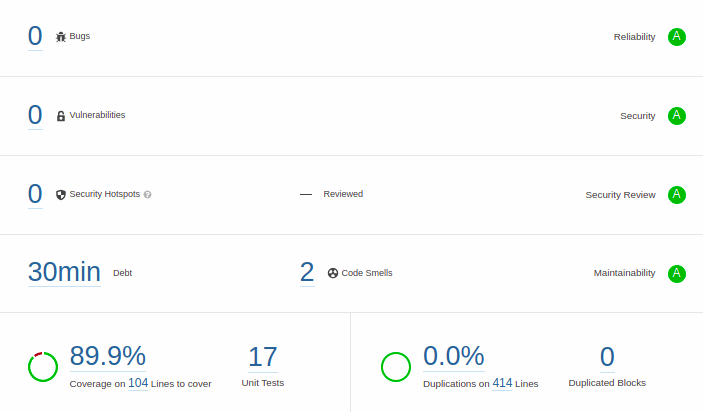 0 Bugs Reliability A
0 Vulnerabilities Security A
0 Security Hotspots ? — Reviewed Security Review A
30min Debt 2 Code Smells Maintainability A
89.9% 17 0.0% 0
Coverage on 104 Lines to cover Unit Tests Duplications on 414 Lines Duplicated Blocks